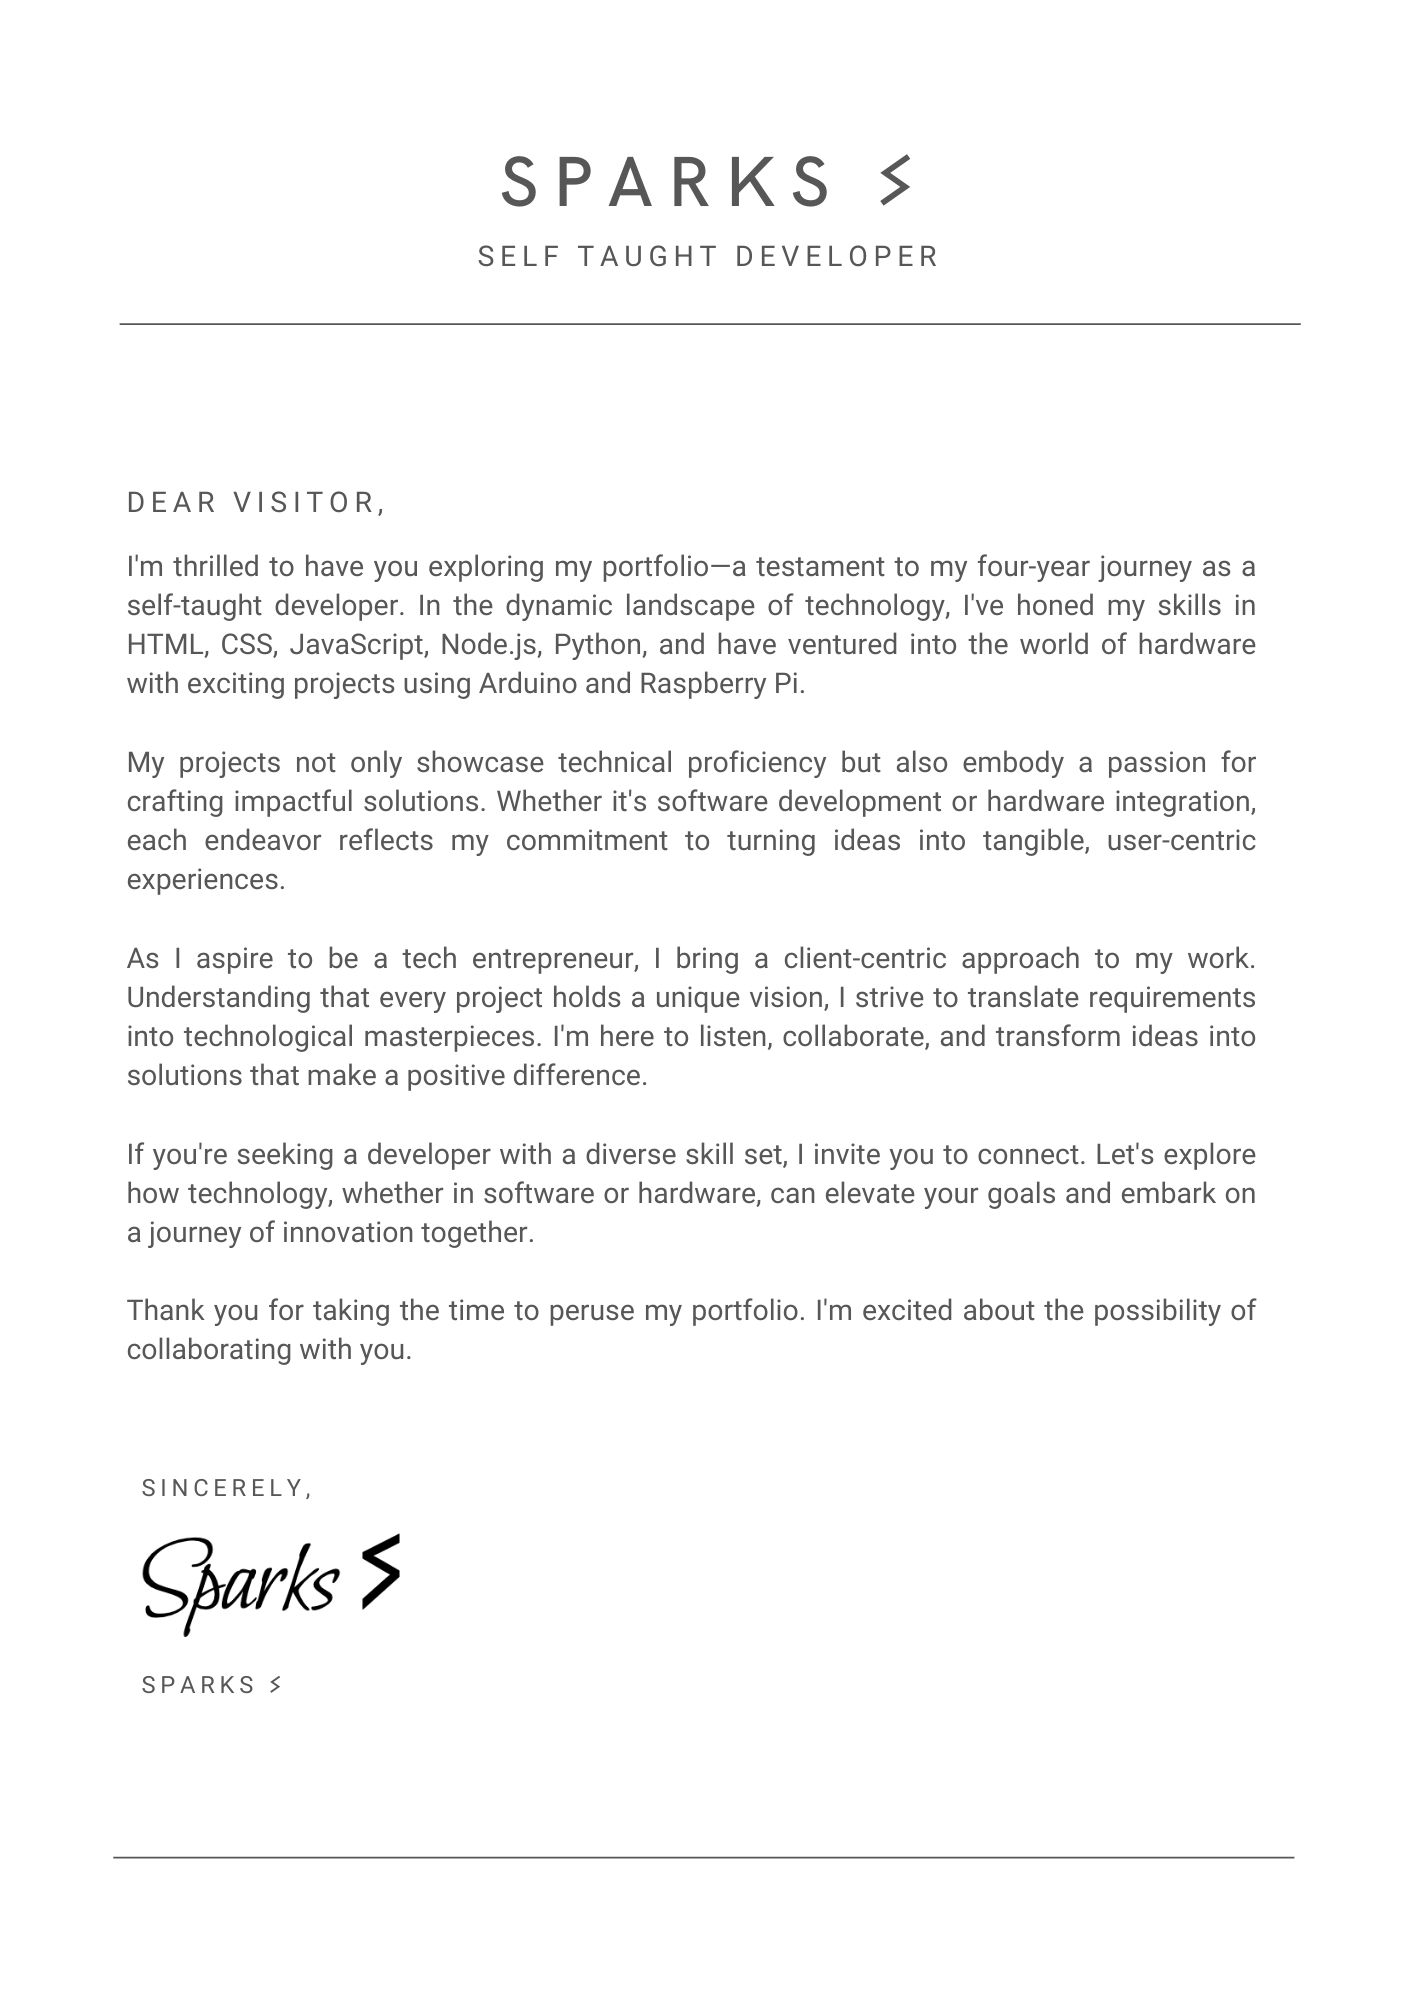 SPARKS
SELF TAUGHT DEVELOPER
DEAR VISITOR,
I'm thrilled to have you exploring my portfolio—a testament to my four-year journey as a
self-taught developer. In the dynamic landscape of technology, I've honed my skills in
HTML, CSS, JavaScript, Node.js, Python, and have ventured into the world of hardware
with exciting projects using Arduino and Raspberry Pi.
My projects not only showcase technical proficiency but also embody a passion for
crafting impactful solutions. Whether it's software development or hardware integration,
each endeavor reflects my commitment to turning ideas into tangible, user-centric
experiences.
As I aspire to be a tech entrepreneur, I bring a client-centric approach to my work.
Understanding that every project holds a unique vision, I strive to translate requirements
into technological masterpieces. I'm here to listen, collaborate, and transform ideas into
solutions that make a positive difference.
If you're seeking a developer with a diverse skill set, I invite you to connect. Let's explore
how technology, whether in software or hardware, can elevate your goals and embark on
a journey of innovation together.
Thank you for taking the time to peruse my portfolio. I'm excited about the possibility of
collaborating with you.
SINCERELY,
Sparks
SPARKS